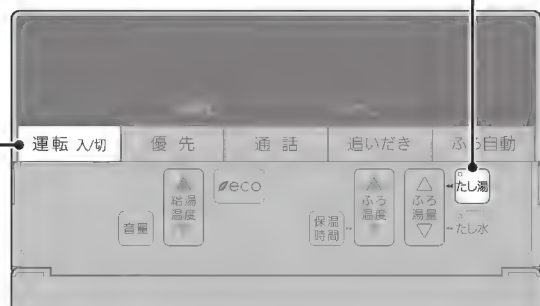 運転 入/切 優先 通話 追いだき ふろ自動
給湯
温度
eco
音量
保温
時間
ふろ
温度
ふろ
湯量
たし湯
たし水